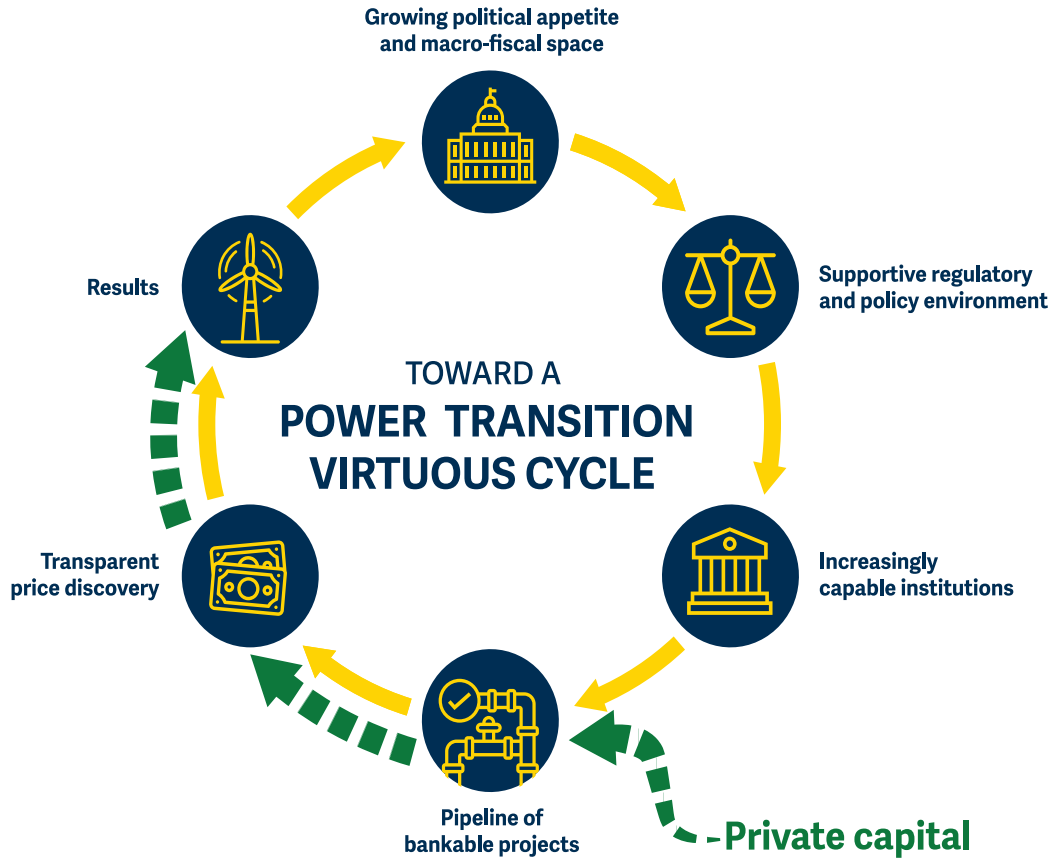 Growing political appetite
and macro-fiscal space
Supportive regulatory
and policy environment
Increasingly
capable institutions
Private capital
Pipeline of
bankable projects
Transparent
price discovery
Results
TOWARD A
POWER TRANSITION
VIRTUOUS CYCLE